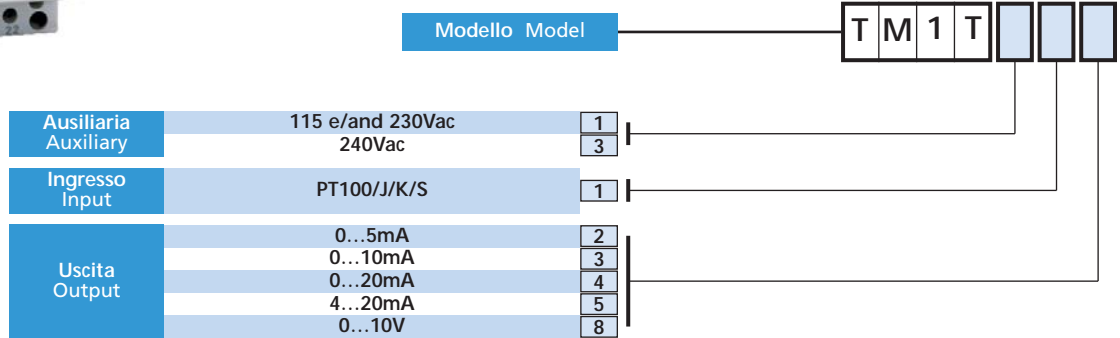 22
Modello Model
T M 1 T
Ausiliaria
Auxiliary
115 e/and 230Vac 1
240Vac 3
Ingresso
Input
PT100/J/K/S 1
Uscita
Output
0...5mA 2
0...10mA 3
0...20mA 4
4...20mA 5
0...10V 8